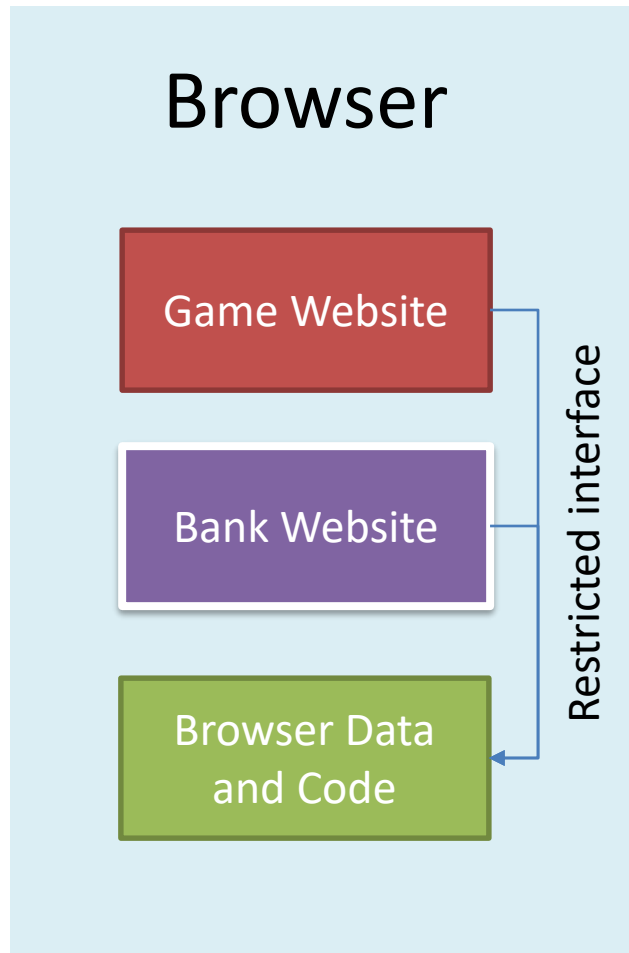 Browser
Game Website
Bank Website
Restricted interface
Browser Data
and Code